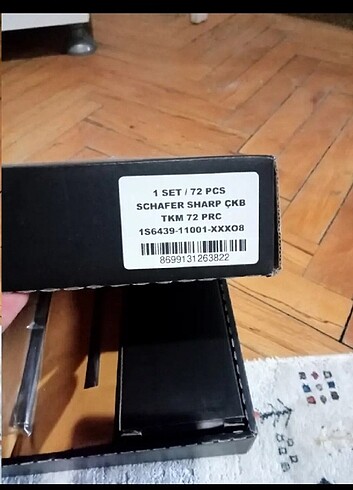 1 SET / 72 PCS
SCHAFER SHARP ÇKB
TKM 72 PRC
1S6439-11001-XXXO8
8699131263822